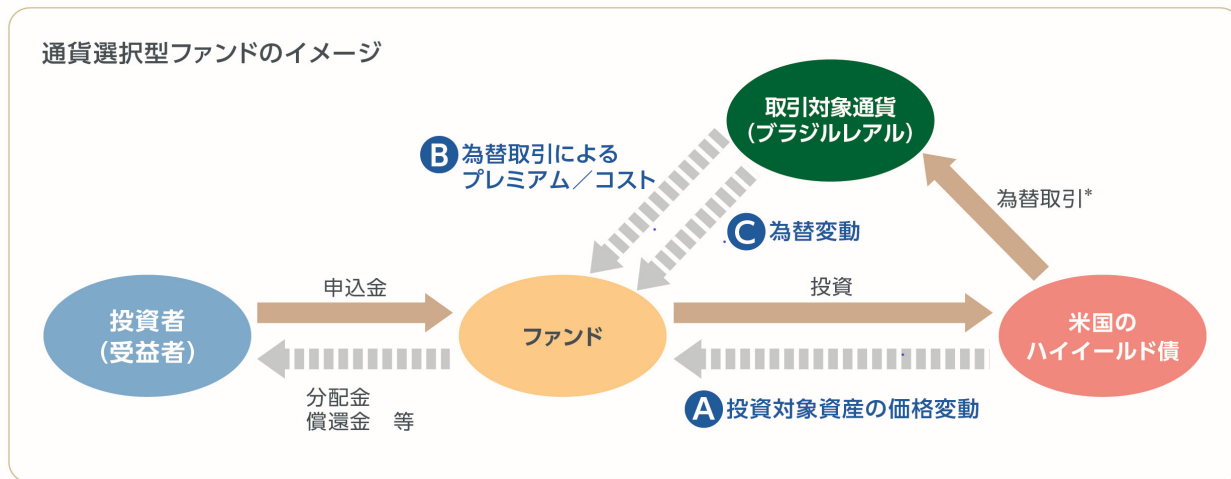 通貨選択型ファンドのイメージ
取引対象通貨
(ブラジルレアル)
B 為替取引による
プレミアム／コスト
為替取引*
C 為替変動
申込金
投資
投資者
(受益者)
ファンド
米国の
ハイイールド債
分配金
償還金　等
A 投資対象資産の価格変動